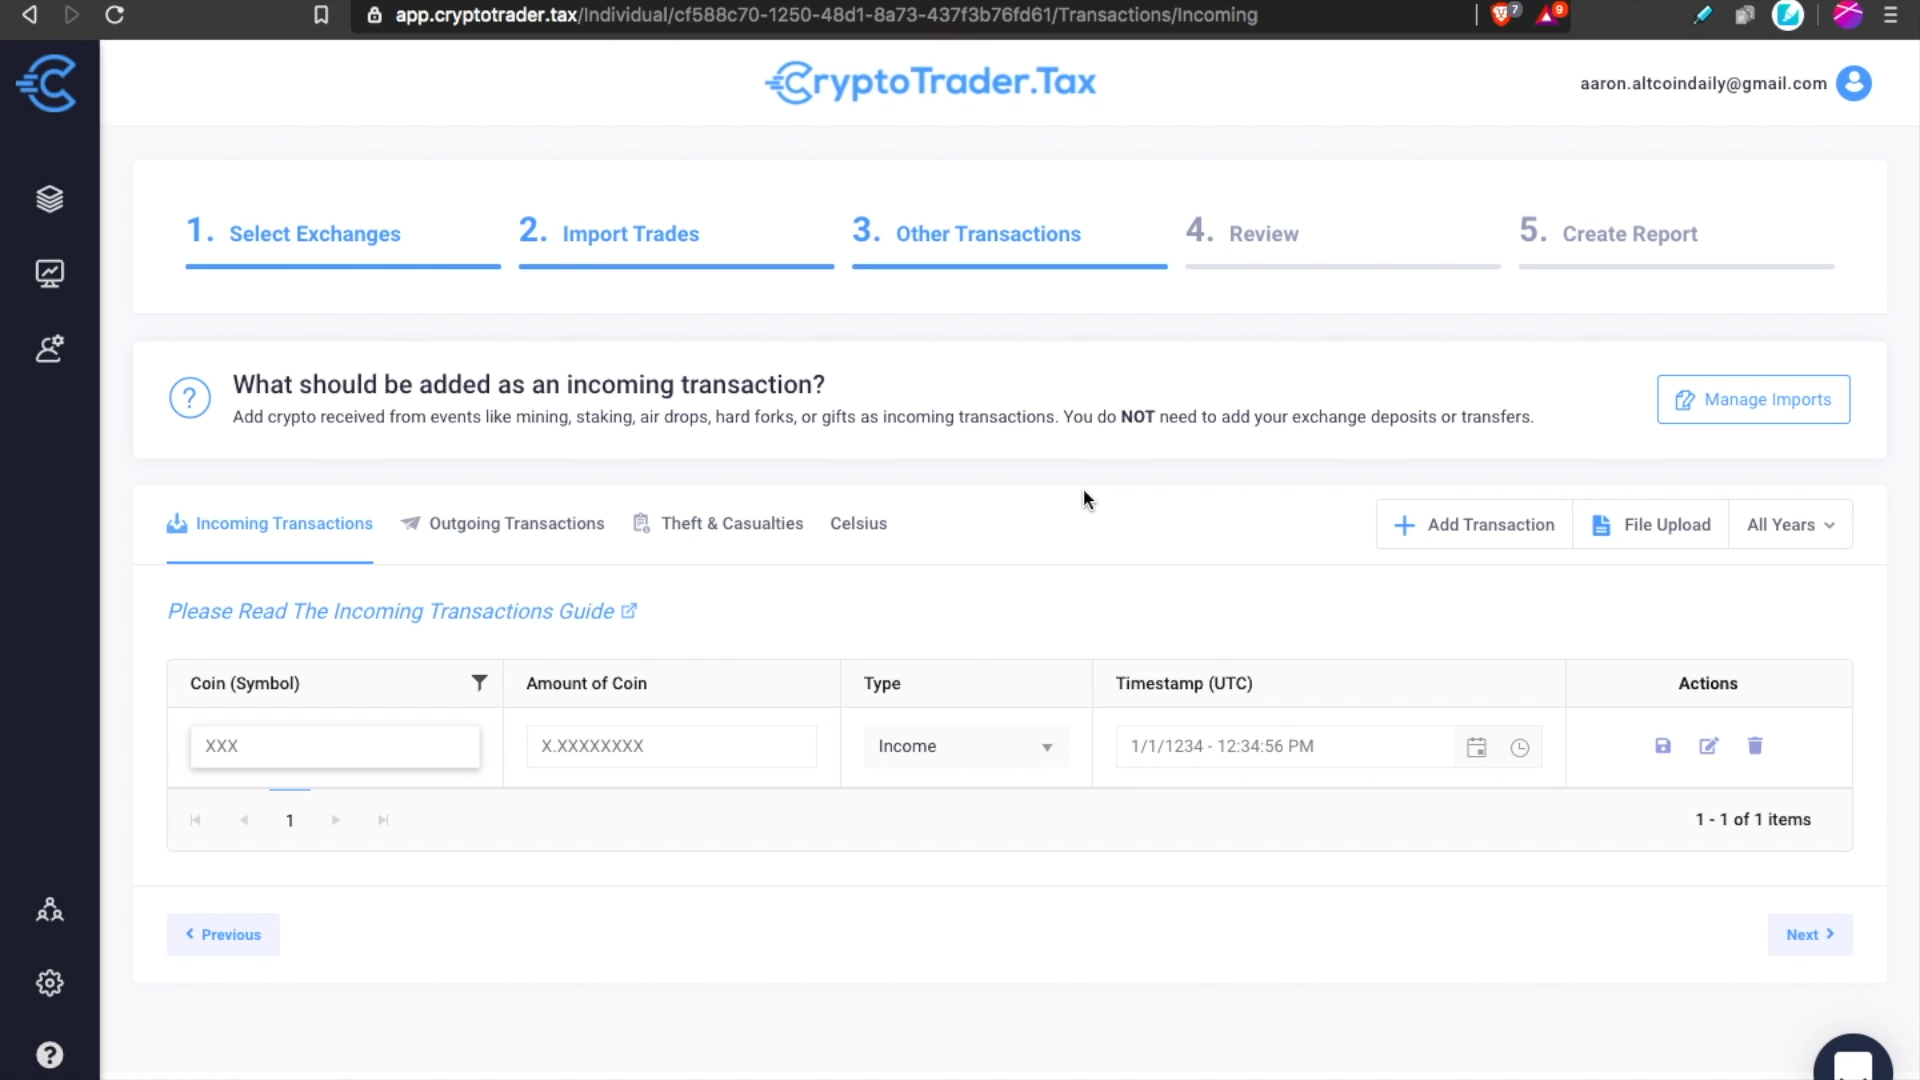 app.cryptotrader.tax/Individual/cf588c70-1250-48d1-8a73-437f3b76fd61/Transactions/Incoming
7
9
CryptoTrader.Tax
aaron.altcoindaily@gmail.com
1. Select Exchanges
2. Import Trades
3. Other Transactions
4. Review
5. Create Report
?
What should be added as an incoming transaction?
Add crypto received from events like mining, staking, air drops, hard forks, or gifts as incoming transactions. You do NOT need to add your exchange deposits or transfers.
Manage Imports
Incoming Transactions
Outgoing Transactions
Theft & Casualties
Celsius
Add Transaction
File Upload
All Years
Please Read The Incoming Transactions Guide
Coin (Symbol)
Amount of Coin
Type
Timestamp (UTC)
Actions
XXX
X.XXXXXXXX
Income
1/1/1234 - 12:34:56 PM
1
1 - 1 of 1 items
Previous
Next
?